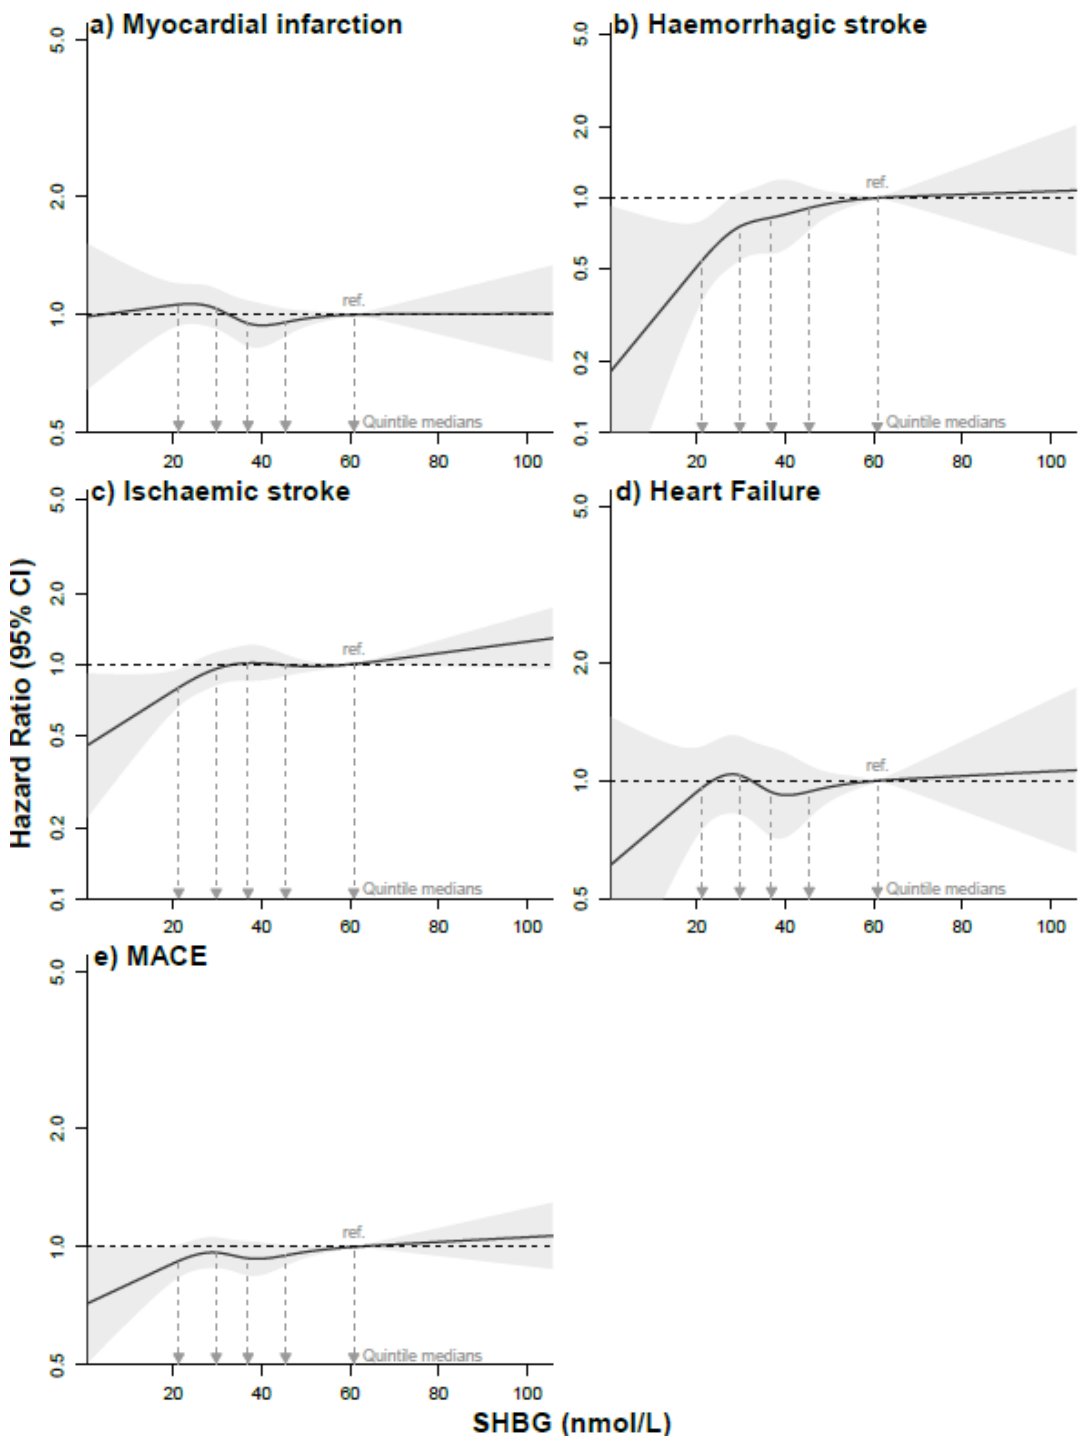 a) Myocardial infarction
5.0
2.0
1.0
0.5
ref.
Quintile medians
20 40 60 80 100
b) Haemorrhagic stroke
5.0
2.0
1.0
0.5
0.2
0.1
ref.
Quintile medians
20 40 60 80 100
c) Ischaemic stroke
5.0
2.0
1.0
0.5
0.2
0.1
ref.
Quintile medians
20 40 60 80 100
d) Heart Failure
5.0
2.0
1.0
0.5
ref.
Quintile medians
20 40 60 80 100
Hazard Ratio (95% CI)
e) MACE
5.0
2.0
1.0
0.5
ref.
Quintile medians
20 40 60 80 100
SHBG (nmol/L)